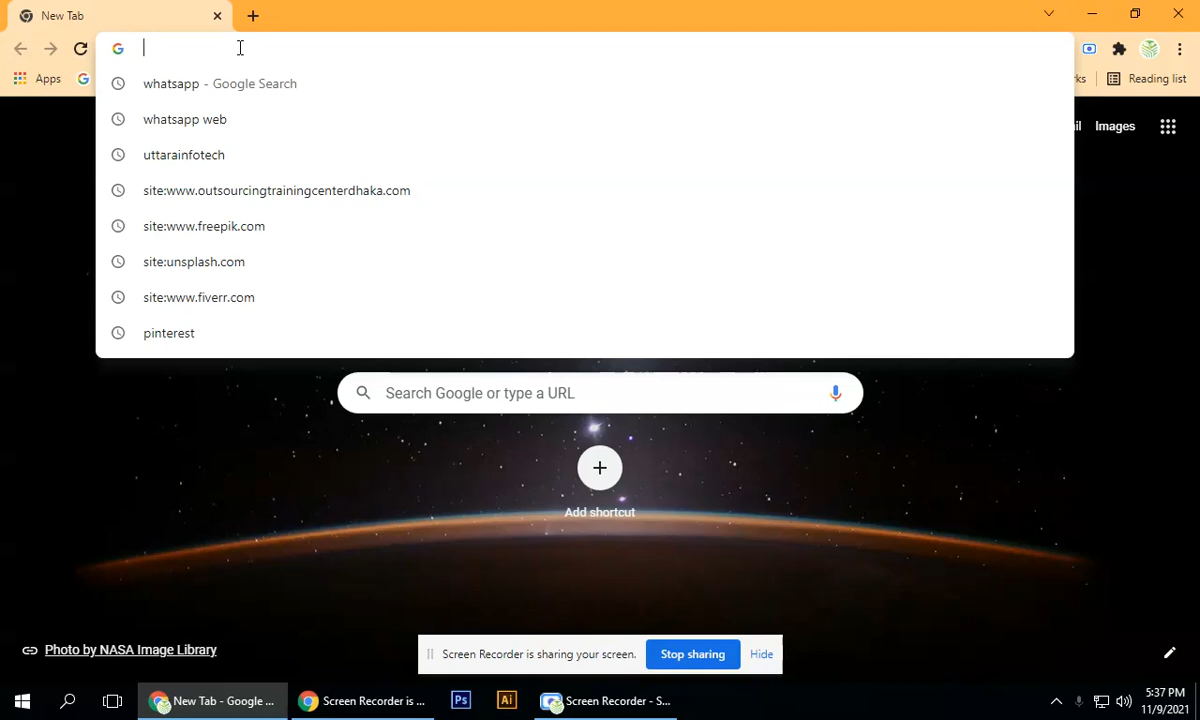 New Tab
whatsapp - Google Search
Apps
whatsapp web
uttarainfotech
site:www.outsourcingtrainingcenterdhaka.com
site:www.freepik.com
site:unsplash.com
site:www.fiverr.com
pinterest
Reading list
Images
Search Google or type a URL
Add shortcut
Photo by NASA Image Library
Screen Recorder is sharing your screen.
Stop sharing
Hide
New Tab - Google ...
Screen Recorder is ...
Ps
Ai
Screen Recorder - S...
5:37 PM
11/9/2021